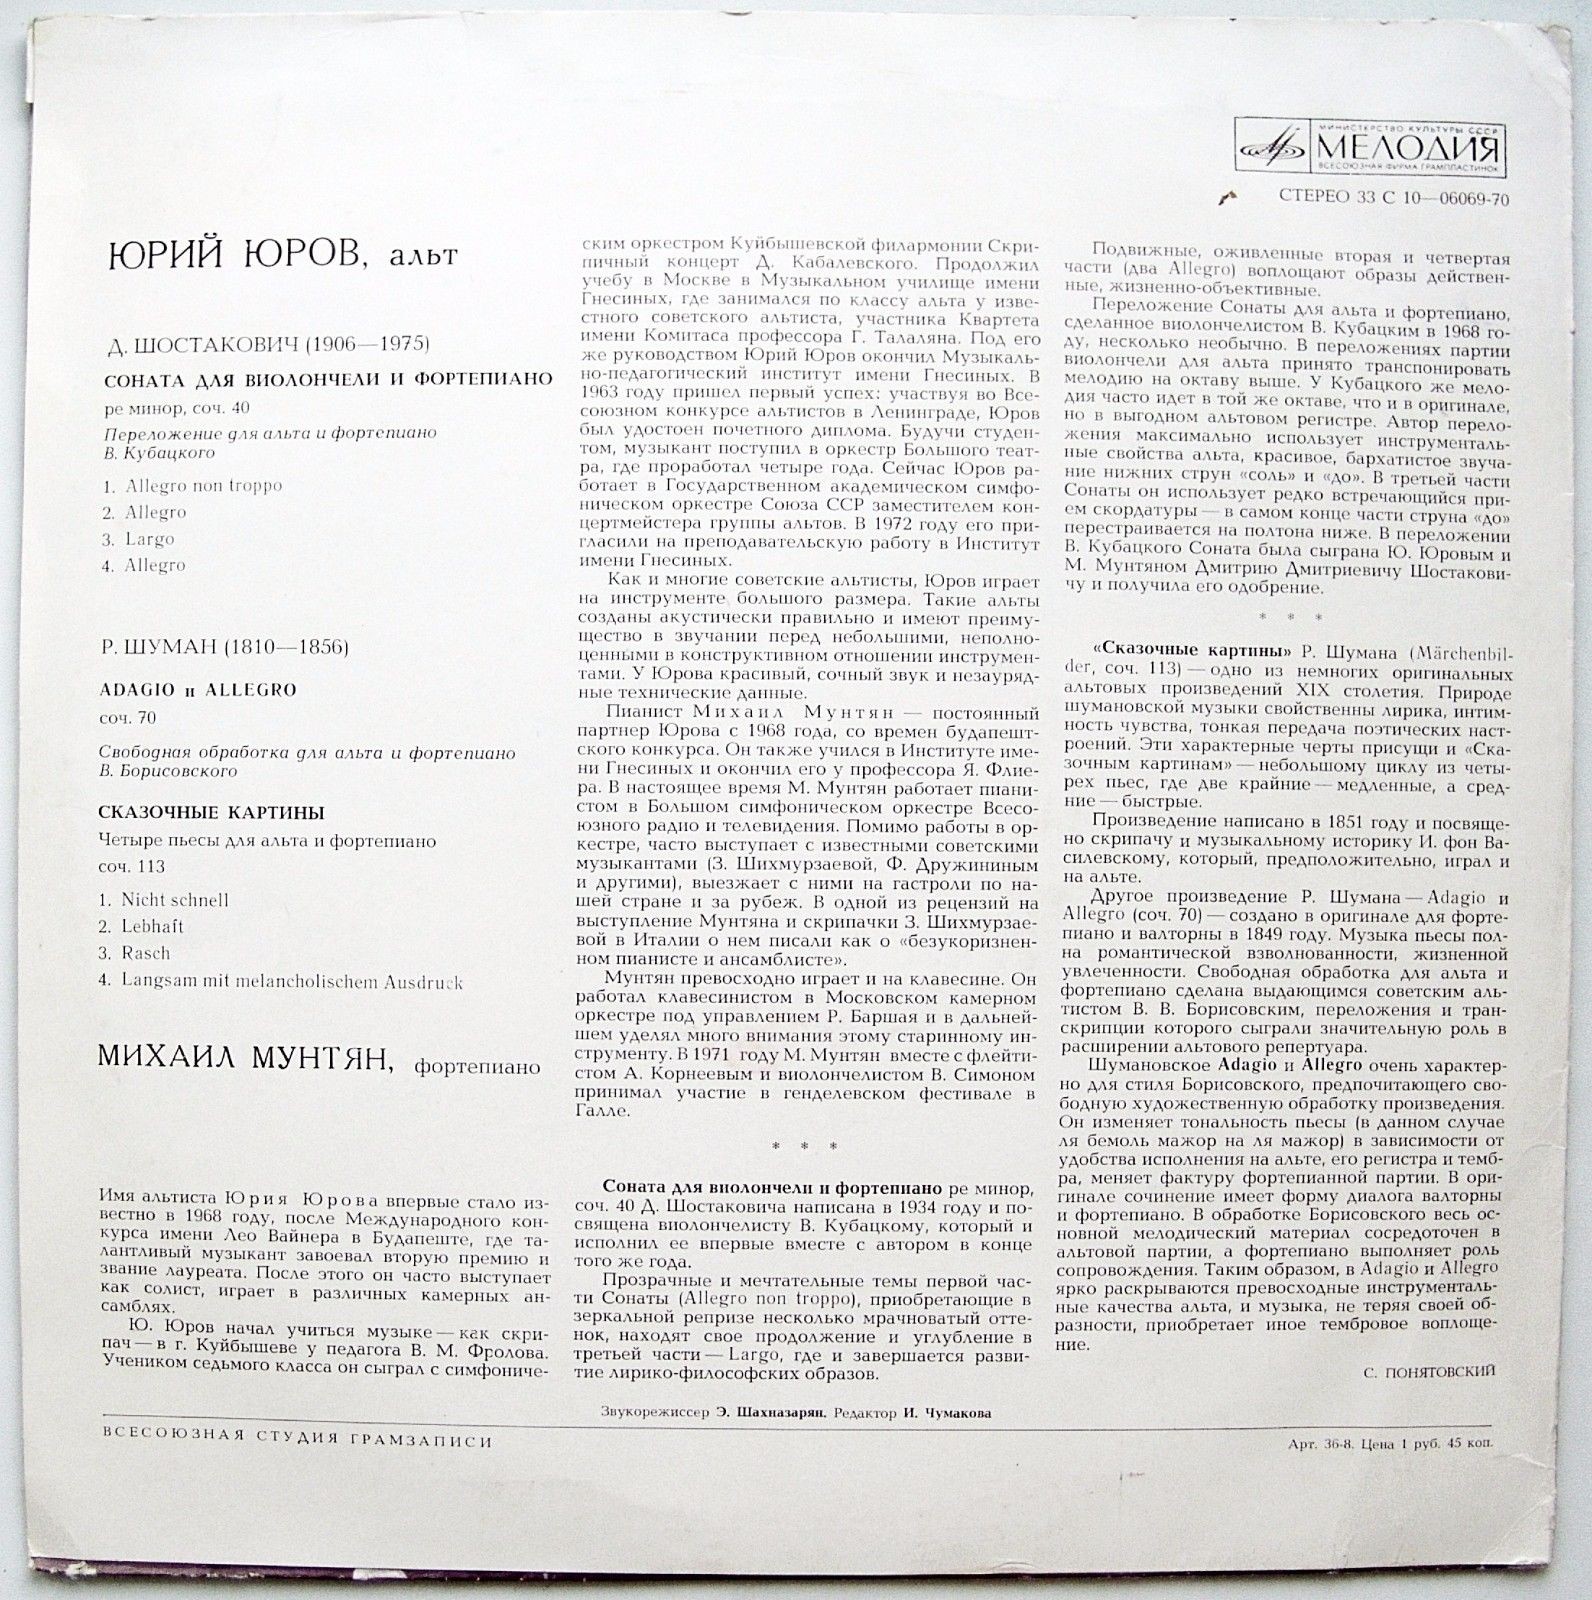 МИНИСТЕРСТВО КУЛЬТУРЫ СССР
МЕЛОДИЯ
ВСЕСОЮЗНАЯ ФИРМА ГРАМПЛАСТИНОК
СТЕРЕО 33 С 10—06069-70
ЮРИЙ ЮРОВ, альт
Д. ШОСТАКОВИЧ (1906—1975)
СОНАТА ДЛЯ ВИОЛОНЧЕЛИ И ФОРТЕПИАНО
ре минор, соч. 40
Переложение для альта и фортепиано
В. Кубацкого
1. Allegro non troppo
2. Allegro
3. Largo
4. Allegro
Р. ШУМАН (1810—1856)
ADAGIO и ALLEGRO
соч. 70
Свободная обработка для альта и фортепиано
В. Борисовского
СКАЗОЧНЫЕ КАРТИНЫ
Четыре пьесы для альта и фортепиано
соч. 113
1. Nicht schnell
2. Lebhaft
3. Rasch
4. Langsam mit melancholischem Ausdruck
МИХАИЛ МУНТЯН, фортепиано
Имя альтиста Юрия Юрова впервые стало из-
вестно в 1968 году, после Международного кон-
курса имени Лео Вайнера в Будапеште, где та-
лантливый музыкант завоевал вторую премию и
звание лауреата. После этого он часто выступает
как солист, играет в различных камерных ан-
самблях.
Ю. Юров начал учиться музыке — как скри-
пач — в г. Куйбышеве у педагога В. М. Фролова.
Учеником седьмого класса он сыграл с симфониче-
ским оркестром Куйбышевской филармонии Скри-
пичный концерт Д. Кабалевского. Продолжил
учебу в Москве в Музыкальном училище имени
Гнесиных, где занимался по классу альта у изве-
стного советского альтиста, участника Квартета
имени Комитаса профессора Г. Талаляна. Под его
же руководством Юрий Юров окончил Музыкаль-
но-педагогический институт имени Гнесиных. В
1963 году пришел первый успех: участвуя во Все-
союзном конкурсе альтистов в Ленинграде, Юров
был удостоен почетного диплома. Будучи студен-
том, музыкант поступил в оркестр Большого теат-
ра, где проработал четыре года. Сейчас Юров ра-
ботает в Государственном академическом симфо-
ническом оркестре Союза ССР заместителем кон-
цертмейстера группы альтов. В 1972 году его при-
гласили на преподавательскую работу в Институт
имени Гнесиных.
Как и многие советские альтисты, Юров играет
на инструменте большого размера. Такие альты
созданы акустически правильно и имеют преиму-
щество в звучании перед небольшими, неполно-
ценными в конструктивном отношении инструмен-
тами. У Юрова красивый, сочный звук и незауряд-
ные технические данные.
Пианист Михаил Мунтян — постоянный
партнер Юрова с 1968 года, со времен будапешт-
ского конкурса. Он также учился в Институте име-
ни Гнесиных и окончил его у профессора Я. Флие-
ра. В настоящее время М. Мунтян работает пиани-
стом в Большом симфоническом оркестре Всесо-
юзного радио и телевидения. Помимо работы в ор-
кестре, часто выступает с известными советскими
музыкантами (З. Шихмурзаевой, Ф. Дружининым
и другими), выезжает с ними на гастроли по на-
шей стране и за рубеж. В одной из рецензий на
выступление Мунтяна и скрипачки З. Шихмурзае-
вой в Италии о нем писали как о «безукоризнен-
ном пианисте и ансамблисте».
Мунтян превосходно играет и на клавесине. Он
работал клавесинистом в Московском камерном
оркестре под управлением Р. Баршая и в дальней-
шем уделял много внимания этому старинному ин-
струменту. В 1971 году М. Мунтян вместе с флейти-
стом А. Корнеевым и виолончелистом В. Симоном
принимал участие в генделевском фестивале в
Галле.
* * *
Соната для виолончели и фортепиано ре минор,
соч. 40 Д. Шостаковича написана в 1934 году и по-
священа виолончелисту В. Кубацкому, который и
исполнил ее впервые вместе с автором в конце
того же года.
Прозрачные и мечтательные темы первой час-
ти Сонаты (Allegro non troppo), приобретающие в
зеркальной репризе несколько мрачноватый отте-
нок, находят свое продолжение и углубление в
третьей части — Largo, где и завершается разви-
тие лирико-философских образов.
Подвижные, оживленные вторая и четвертая
части (два Allegro) воплощают образы действен-
ные, жизненно-объективные.
Переложение Сонаты для альта и фортепиано,
сделанное виолончелистом В. Кубацким в 1968 го-
ду, несколько необычно. В переложениях партии
виолончели для альта принято транспонировать
мелодию на октаву выше. У Кубацкого же мело-
дия часто идет в той же октаве, что и в оригинале,
но в выгодном альтовом регистре. Автор перело-
жения максимально использует инструменталь-
ные свойства альта, красивое, бархатистое звуча-
ние нижних струн «соль» и «до». В третьей части
Сонаты он использует редко встречающийся при-
ем скордатуры — в самом конце части струна «до»
перестраивается на полтона ниже. В переложении
В. Кубацкого Соната была сыграна Ю. Юровым и
М. Мунтяном Дмитрию Дмитриевичу Шостакови-
чу и получила его одобрение.
* * *
«Сказочные картины» Р. Шумана (Märchenbil-
der, соч. 113) — одно из немногих оригинальных
альтовых произведений XIX столетия. Природе
шумановской музыки свойственны лирика, интим-
ность чувства, тонкая передача поэтических наст-
роений. Эти характерные черты присущи и «Ска-
зочным картинам» — небольшому циклу из четы-
рех пьес, где две крайние — медленные, а сред-
ние — быстрые.
Произведение написано в 1851 году и посвяще-
но скрипачу и музыкальному историку И. фон Ва-
силевскому, который, предположительно, играл и
на альте.
Другое произведение Р. Шумана — Adagio и
Allegro (соч. 70) — создано в оригинале для форте-
пиано и валторны в 1849 году. Музыка пьесы пол-
на романтической взволнованности, жизненной
увлеченности. Свободная обработка для альта и
фортепиано сделана выдающимся советским аль-
тистом В. В. Борисовским, переложения и тран-
скрипции которого сыграли значительную роль в
расширении альтового репертуара.
Шумановское Adagio и Allegro очень характер-
но для стиля Борисовского, предпочитающего сво-
бодную художественную обработку произведения.
Он изменяет тональность пьесы (в данном случае
ля бемоль мажор на ля мажор) в зависимости от
удобства исполнения на альте, его регистра и темб-
ра, меняет фактуру фортепианной партии. В ори-
гинале сочинение имеет форму диалога валторны
и фортепиано. В обработке Борисовского весь ос-
новной мелодический материал сосредоточен в
альтовой партии, а фортепиано выполняет роль
сопровождения. Таким образом, в Adagio и Allegro
ярко раскрываются превосходные инструменталь-
ные качества альта, и музыка, не теряя своей об-
разности, приобретает иное тембровое воплоще-
ние.
С. ПОНЯТОВСКИЙ
Звукорежиссер Э. Шахназарян. Редактор И. Чумакова
ВСЕСОЮЗНАЯ СТУДИЯ ГРАМЗАПИСИ
Арт. 36-8. Цена 1 руб. 45 коп.